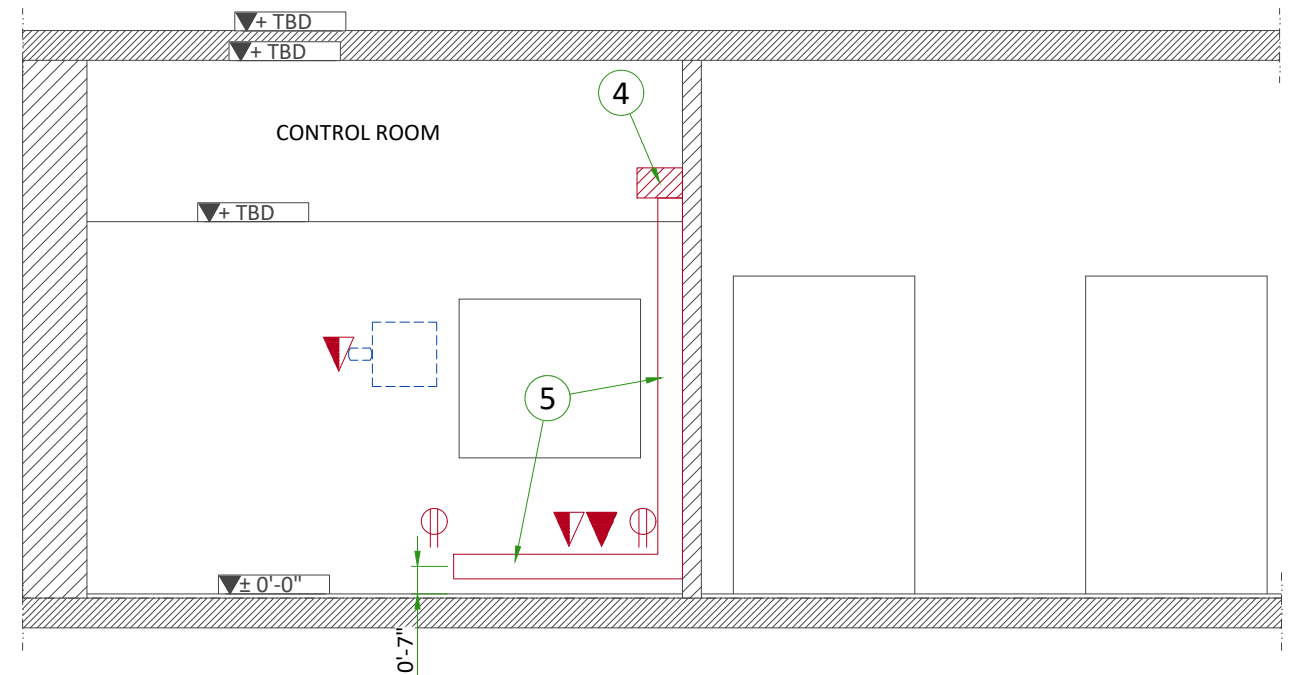 + TBD
+ TBD
4
CONTROL ROOM
+ TBD
5
± 0'-0"
0'-7"